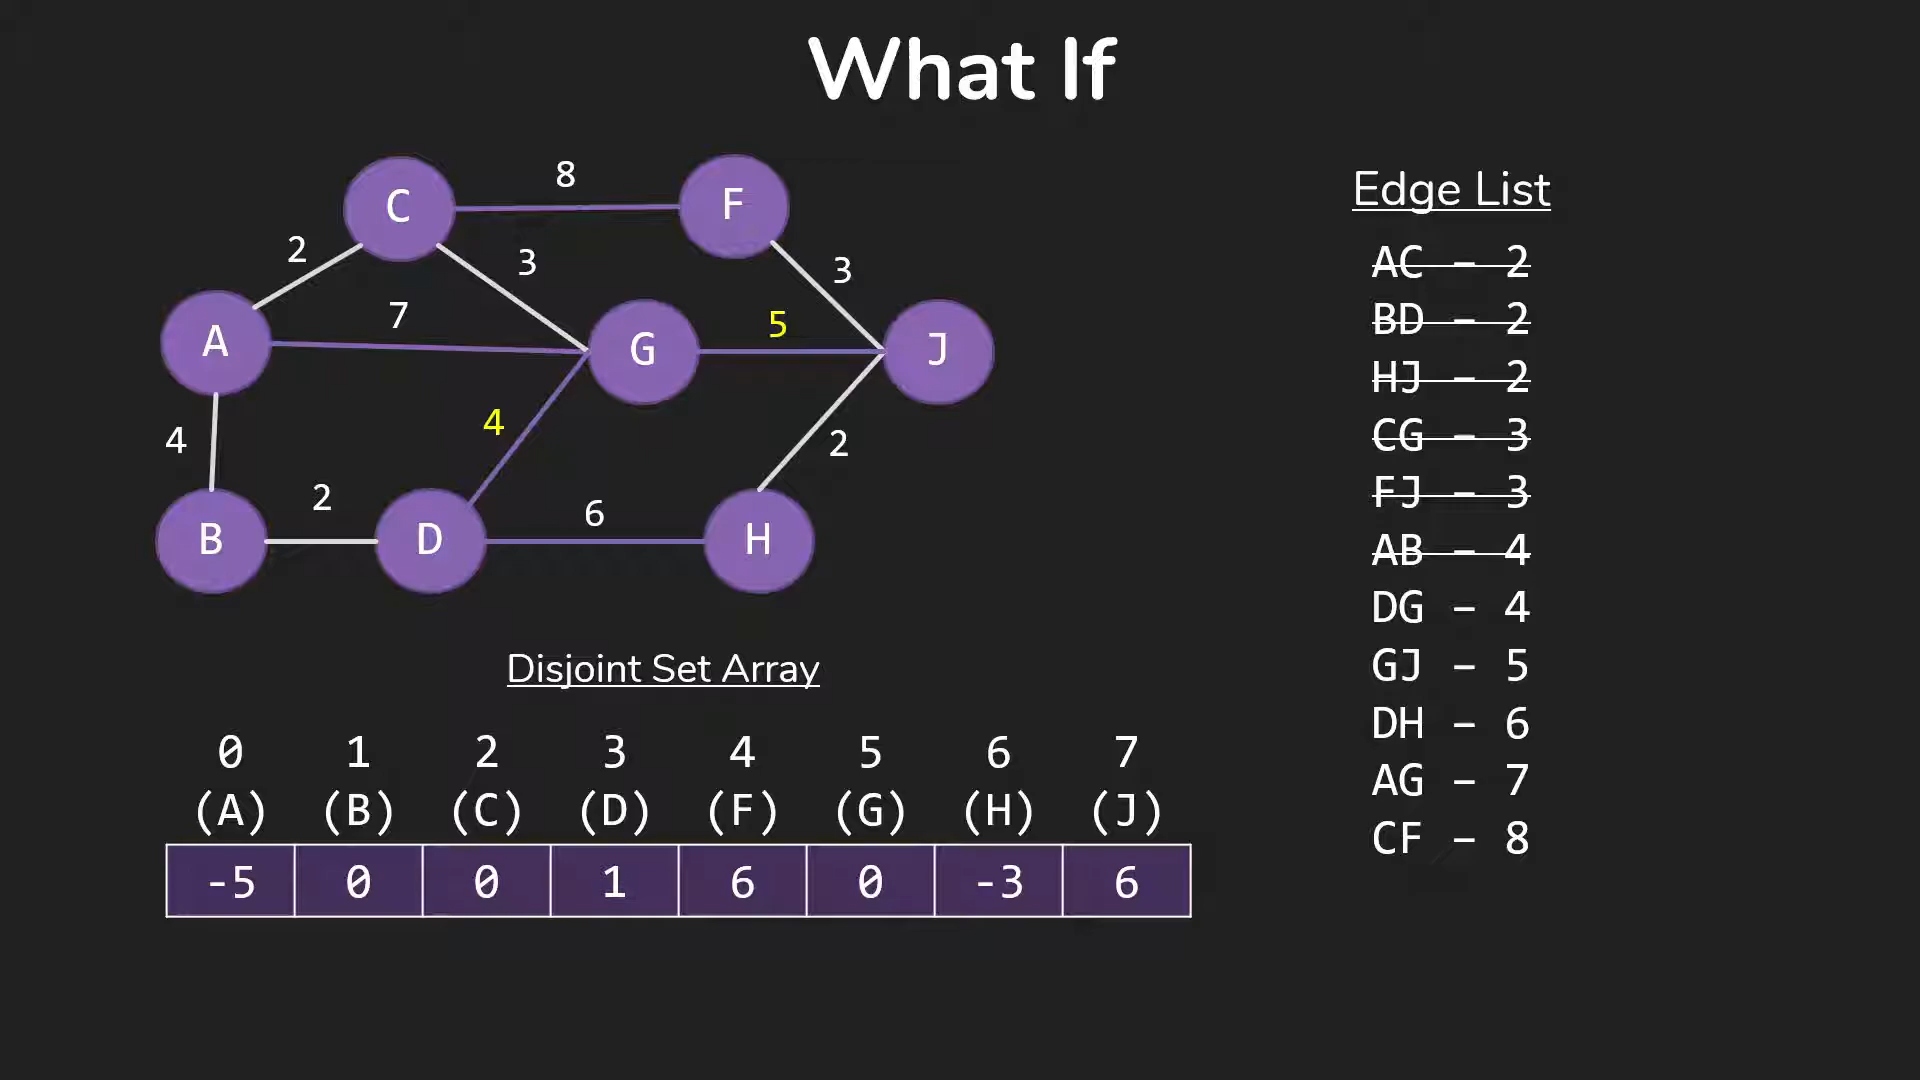 What If
8
C
F
2
3
3
7
5
A
G
J
4
4
2
2
6
B
D
H
Edge List
AC – 2
BD – 2
HJ – 2
CG – 3
FJ – 3
AB – 4
DG – 4
GJ – 5
DH – 6
AG – 7
CF – 8
Disjoint Set Array
0 1 2 3 4 5 6 7
(A) (B) (C) (D) (F) (G) (H) (J)
-5 0 0 1 6 0 -3 6